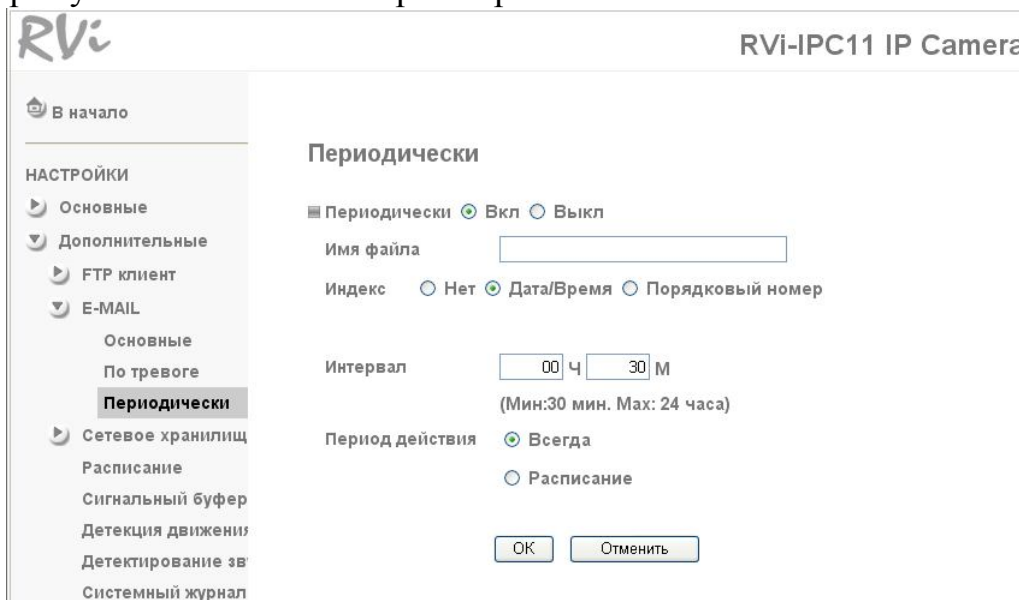 RVi
RVi-IPC11 IP Camera
В начало
НАСТРОЙКИ
Основные
Дополнительные
FTP клиент
E-MAIL
Основные
По тревоге
Периодически
Сетевое хранилищ
Расписание
Сигнальный буфер
Детекция движения
Детектирование зв
Системный журнал
Периодически
Периодически Вкл Выкл
Имя файла
Индекс Нет Дата/Время Порядковый номер
Интервал 00 Ч 30 М
(Мин:30 мин. Max: 24 часа)
Период действия Всегда
Расписание
OK Отменить